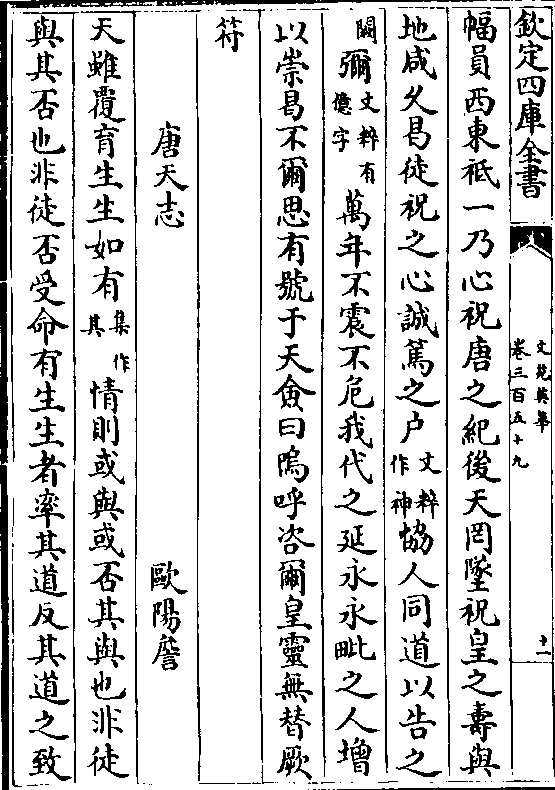 欽定四庫全書
文苑英華
卷三百五十九
十一
幅員西東祗一乃心祝唐之紀後天罔墜祝皇之壽與
地咸久曷徒祝之心誠篤之户文粹作神協人同道以告之
闕彌文粹有億字萬年不震不危我代之延永永毗之人增
以崇曷不爾思有號于天僉曰嗚呼咨爾皇靈無替厥
符
唐天志 歐陽詹
天雖覆育生生如有集作其情則或與或否其與也非徒
與其否也非徒否受命有生生者率其道反其道之致